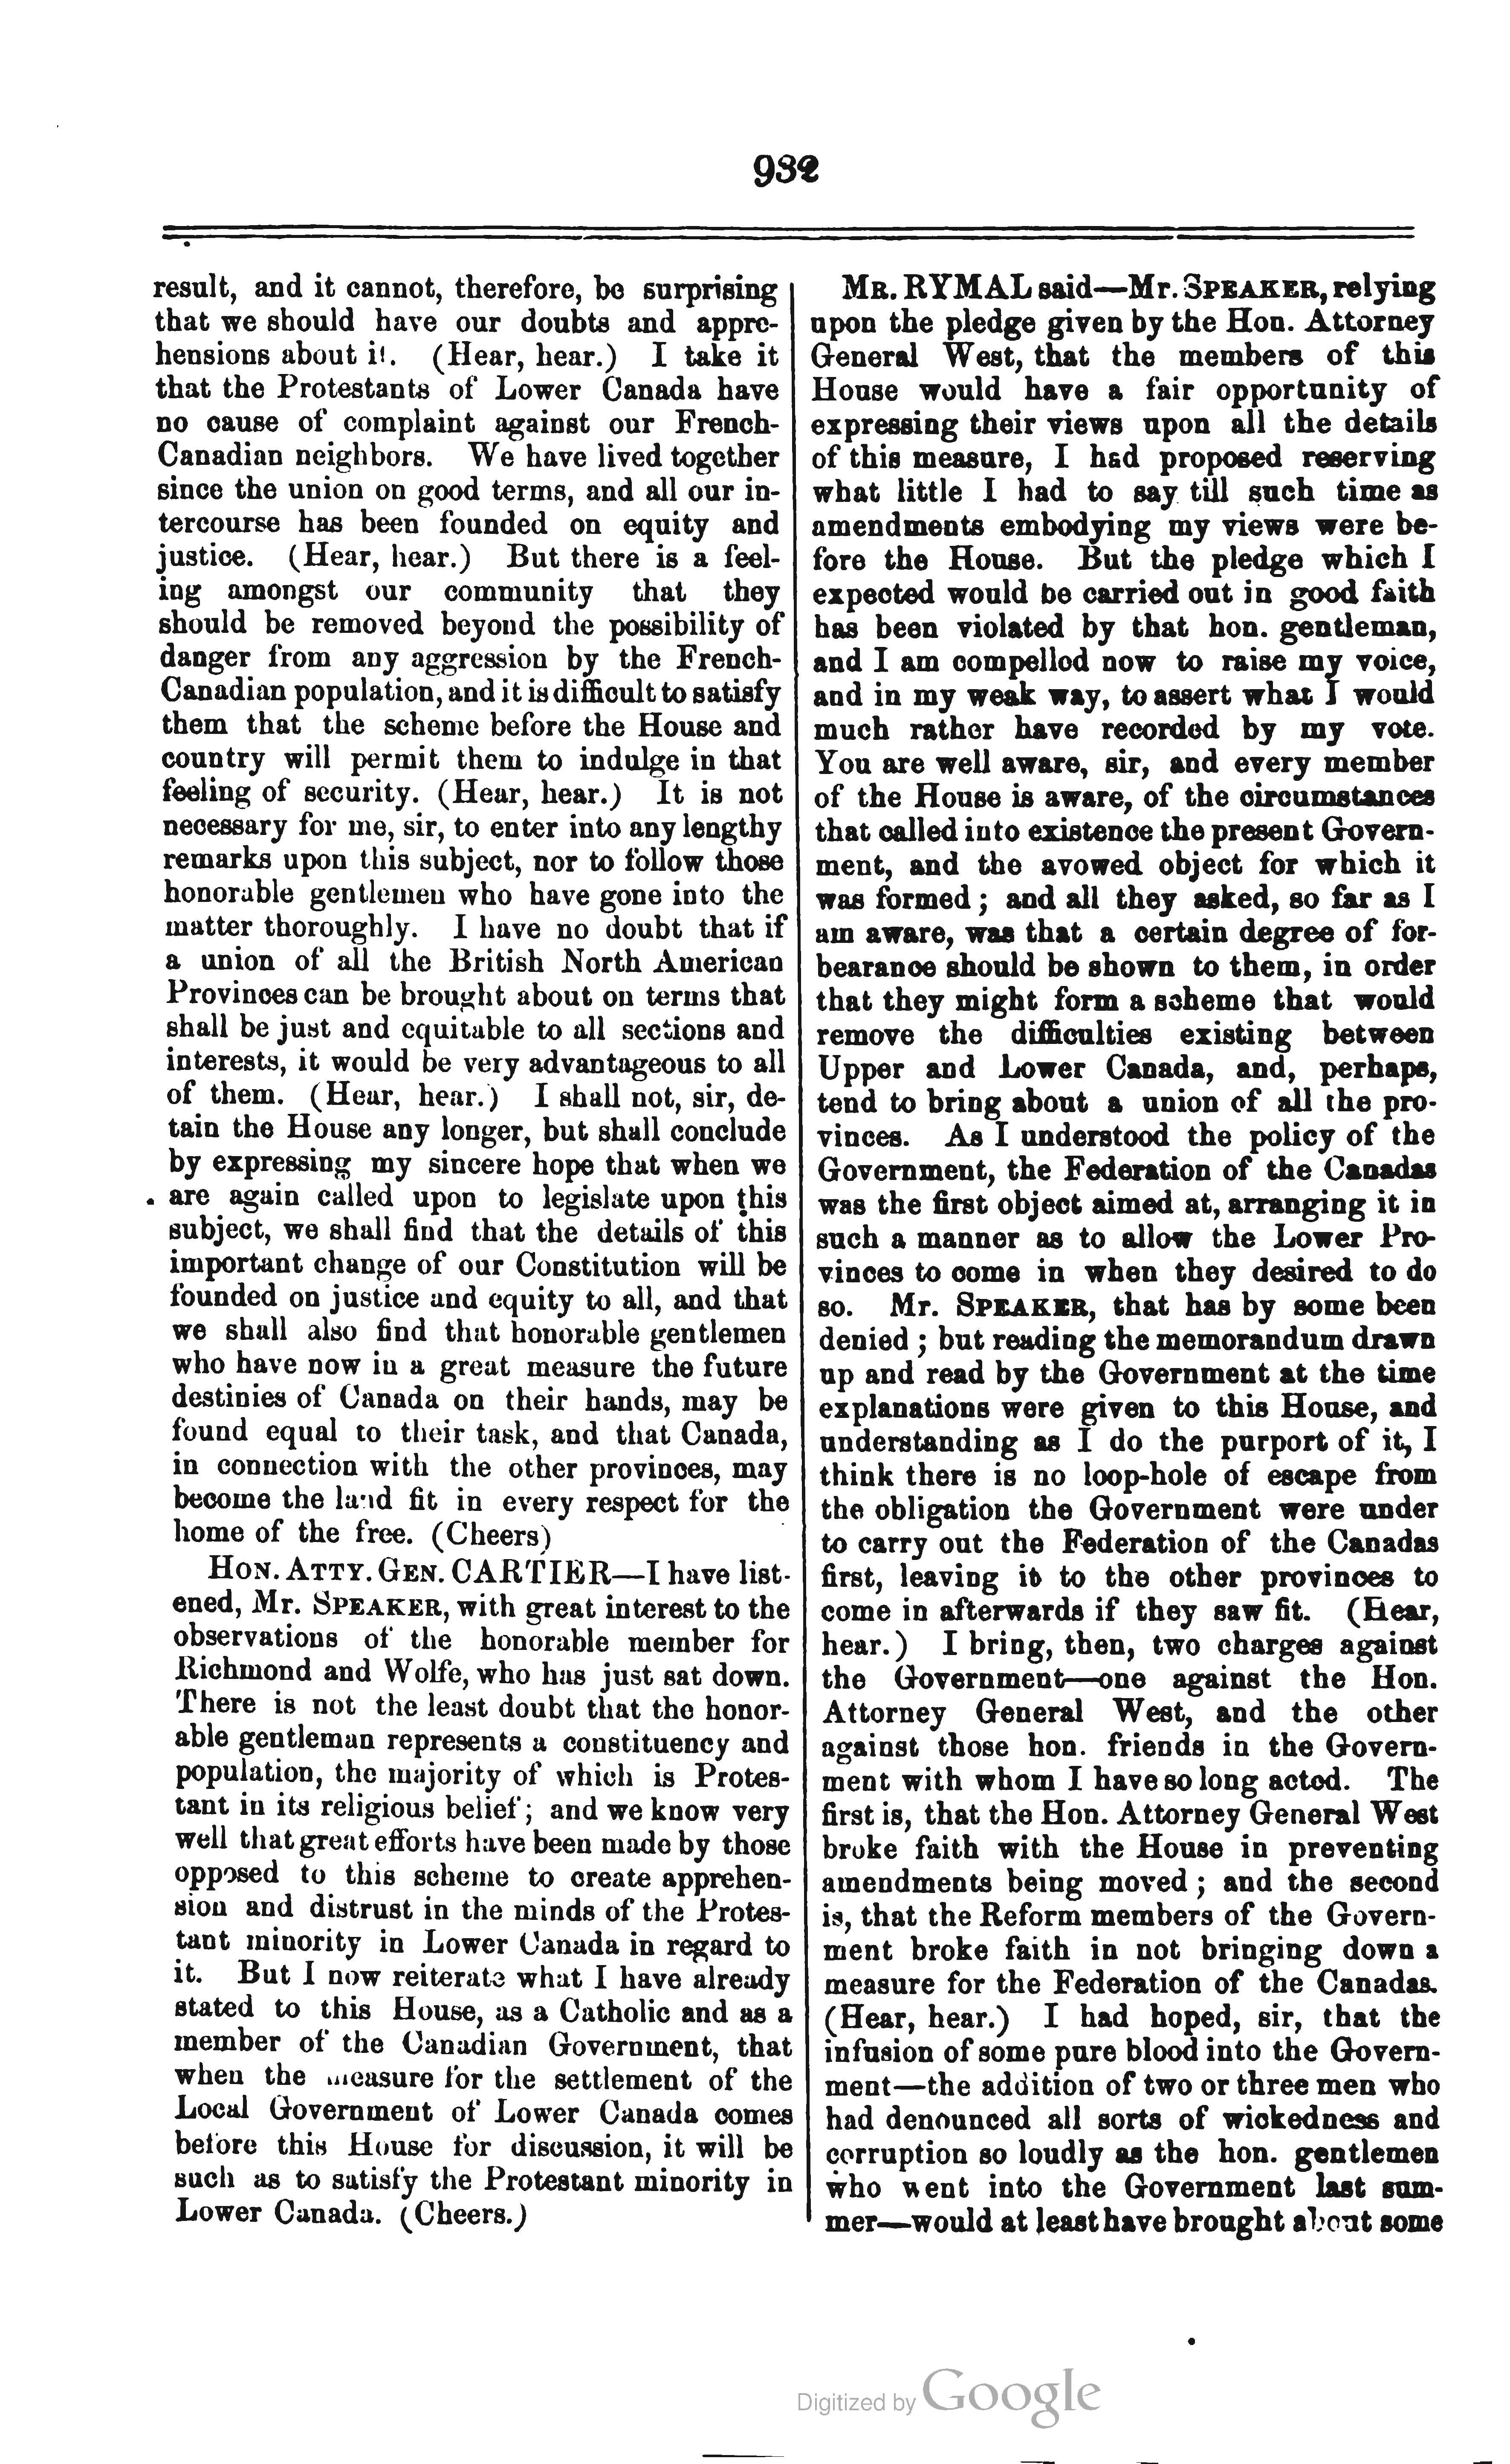 932
result, and it cannot, therefore, be surprising
that we should have our doubts and appre-
hensions about it. (Hear, hear.) I take it
that the Protestants of Lower Canada have
no cause of complaint against our French-
Canadian neighbors. We have lived together
since the union on good terms, and all our in-
tercourse has been founded on equity and
justice. (Hear, hear.) But there is a feel-
ing amongst our community that they
should be removed beyond the possibility of
danger from any aggression by the French-
Canadian population, and it is difficult to satisfy
them that the scheme before the House and
country will permit them to indulge in that
feeling of security. (Hear, hear.) It is not
necessary for me, sir, to enter into any lengthy
remarks upon this subject, nor to follow those
honorable gentlemen who have gone into the
matter thoroughly. I have no doubt that if
a union of all the British North American
Provinces can be brought about on terms that
shall be just and equitable to all sections and
interests, it would be very advantageous to all
of them. (Hear, hear.) I shall not, sir, de-
tain the House any longer, but shall conclude
by expressing my sincere hope that when we
are again called upon to legislate upon this
subject, we shall find that the details of this
important change of our Constitution will be
founded on justice and equity to all, and that
we shall also find that honorable gentlemen
who have now in a great measure the future
destinies of Canada on their hands, may be
found equal to their task, and that Canada,
in connection with the other provinces, may
become the land fit in every respect for the
home of the free. (Cheers)
HON. ATTY. GEN. CARTIER—I have list-
ened, Mr. SPEAKER, with great interest to the
observations of the honorable member for
Richmond and Wolfe, who has just sat down.
There is not the least doubt that the honor-
able gentleman represents a constituency and
population, the majority of which is Protes-
tant in its religious belief; and we know very
well that great efforts have been made by those
opposed to this scheme to create apprehen-
sion and distrust in the minds of the Protes-
tant minority in Lower Canada in regard to
it. But I now reiterate what I have already
stated to this House, as a Catholic and as a
member of the Canadian Government, that
when the measure for the settlement of the
Local Government of Lower Canada comes
before this House for discussion, it will be
such as to satisfy the Protestant minority in
Lower Canada. (Cheers.)
MR. RYMAL said—Mr. SPEAKER, relying
upon the pledge given by the Hon. Attorney
General West, that the members of this
House would have a fair opportunity of
expressing their views upon all the details
of this measure, I had proposed reserving
what little I had to say till such time as
amendments embodying my views were be-
fore the House. But the pledge which I
expected would be carried out in good faith
has been violated by that hon. gentleman,
and I am compelled now to raise my voice,
and in my weak way, to assert what I would
much rather have recorded by my vote.
You are well aware, sir, and every member
of the House is aware, of the circumstances
that called into existence the present Govern-
ment, and the avowed object for which it
was formed; and all they asked, so far as I
am aware, was that a certain degree of for-
bearance should be shown to them, in order
that they might form a scheme that would
remove the difficulties existing between
Upper and Lower Canada, and, perhaps,
tend to bring about a union of all the pro-
vinces. As I understood the policy of the
Government, the Federation of the Canadas
was the first object aimed at, arranging it in
such a manner as to allow the Lower Pro-
vinces to come in when they desired to do
so. Mr. SPEAKER, that has by some been
denied; but reading the memorandum drawn
up and read by the Government at the time
explanations were given to this House, and
understanding as I do the purport of it, I
think there is no loop-hole of escape from
the obligation the Government were under
to carry out the Federation of the Canadas
first, leaving it to the other provinces to
come in afterwards if they saw fit. (Hear,
hear.) I bring, then, two charges against
the Government—one against the Hon.
Attorney General West, and the other
against those hon. friends in the Govern-
ment with whom I have so long acted. The
first is, that the Hon. Attorney General West
broke faith with the House in preventing
amendments being moved; and the second
is, that the Reform members of the Govern-
ment broke faith in not bringing down a
measure for the Federation of the Canadas.
(Hear, hear.) I had hoped, sir, that the
infusion of some pure blood into the Govern-
ment—the addition of two or three men who
had denounced all sorts of wickedness and
corruption so loudly as the hon. gentlemen
who went into the Government last sum-
mer—would at least have brought about some
Digitized by Google